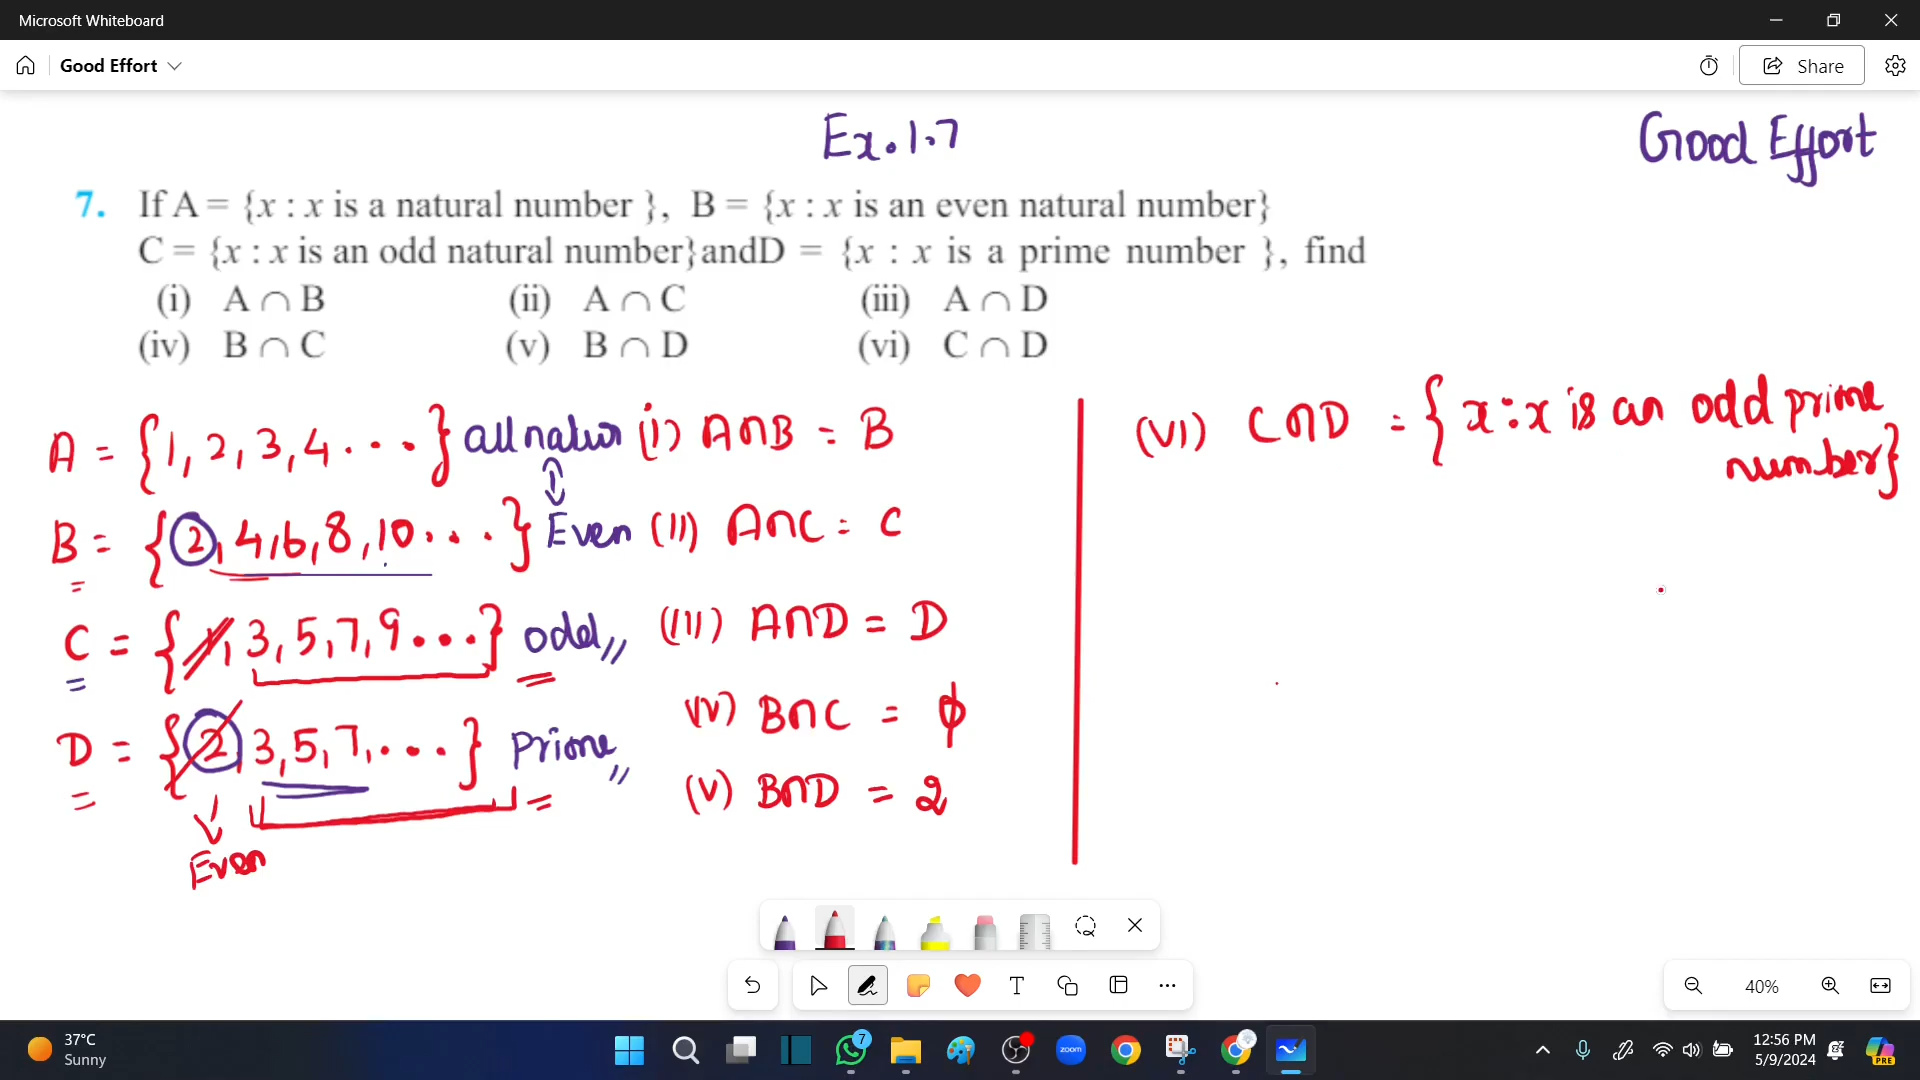 Microsoft Whiteboard
Good Effort
Share
Ex.1.7
Good Effort
7. If A = {x : x is a natural number }, B = {x : x is an even natural number}
C = {x : x is an odd natural number}andD = {x : x is a prime number }, find
(i) A ∩ B (ii) A ∩ C (iii) A ∩ D
(iv) B ∩ C (v) B ∩ D (vi) C ∩ D
A = {1, 2, 3, 4 . . . .} all natur
B = {2, 4, 6, 8, 10 . . . .} Even
C = {1, 3, 5, 7, 9 . . . .} odd,,
D = {2, 3, 5, 7, . . . .} Prime,,
Even
(i) A∩B = B
(II) A∩C = C
(III) A∩D = D
(IV) B∩C = ϕ
(V) B∩D = 2
(VI) C∩D = {x : x is an odd prime
number}
40%
37°C
Sunny
7
zoom
12:56 PM
5/9/2024
PRE